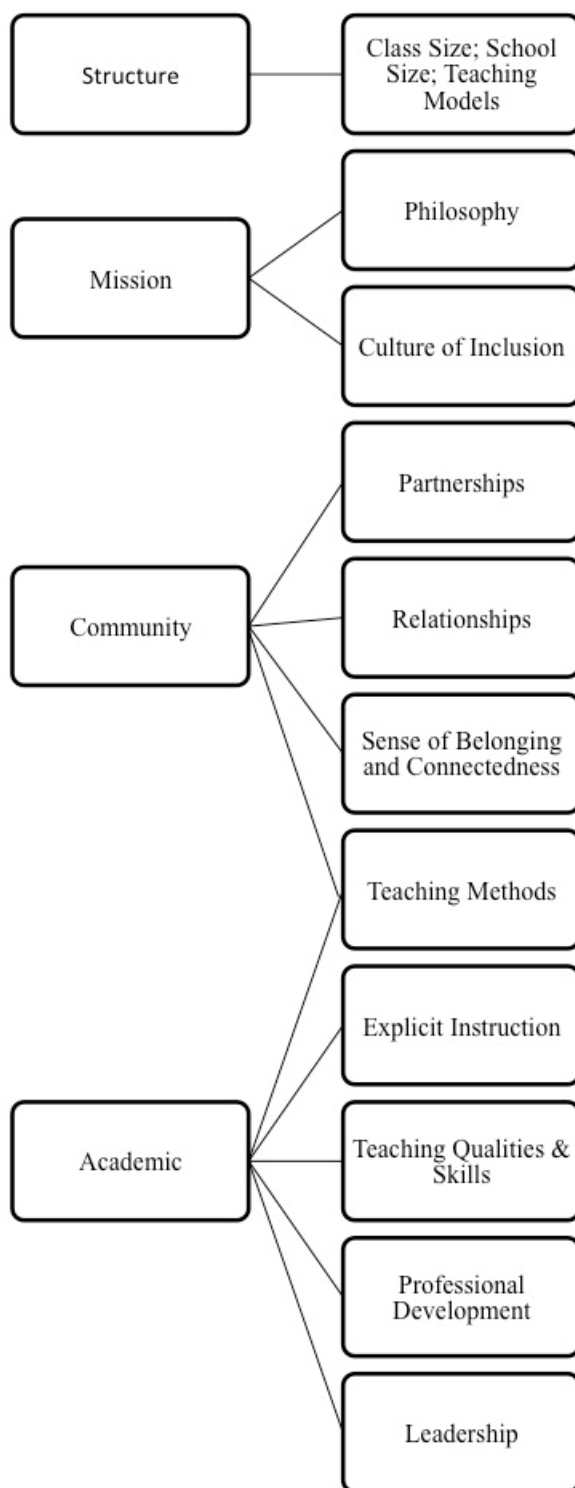 Structure
Class Size; School
Size; Teaching
Models
Mission
Philosophy
Culture of Inclusion
Community
Partnerships
Relationships
Sense of Belonging
and Connectedness
Teaching Methods
Academic
Explicit Instruction
Teaching Qualities &
Skills
Professional
Development
Leadership